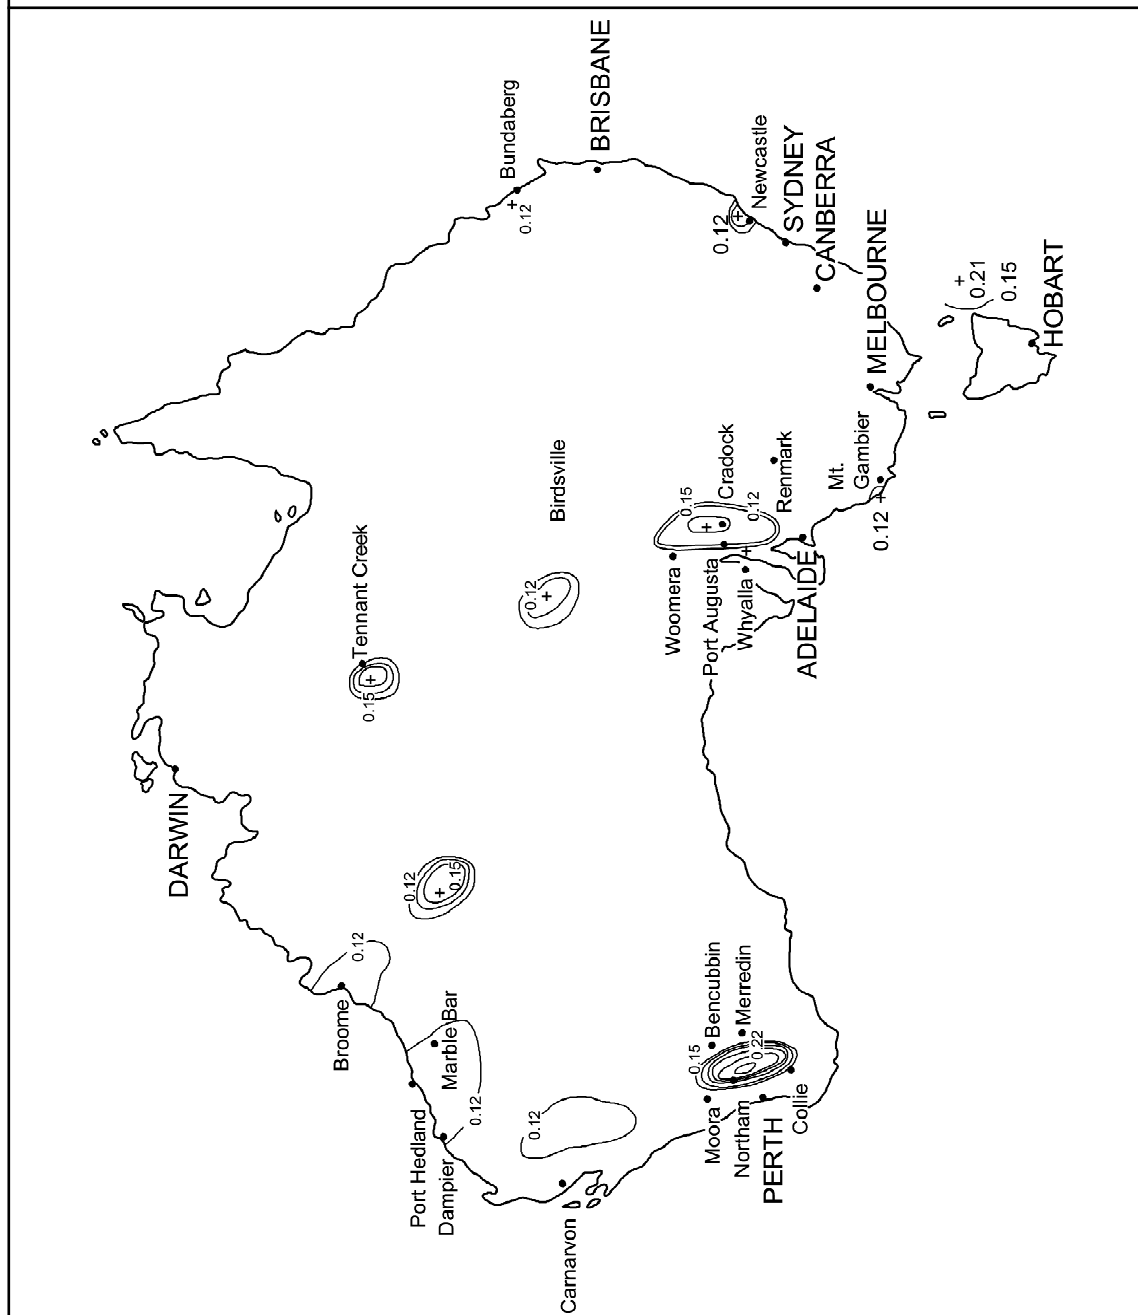 DARWIN
Tennant Creek
0.15
0.12
0.15
0.12
Broome
Marble Bar
Port Hedland
Dampier
0.12
0.12
Carnarvon
Birdsville
0.12
Bundaberg
0.12
BRISBANE
Newcastle
0.12
SYDNEY
CANBERRA
MELBOURNE
0.21
0.15
HOBART
Mt.
Gambier
0.12
Renmark
Cradock
0.15
0.12
Woomera
Port Augusta
Whyalla
ADELAIDE
Bencubbin
Merredin
0.15
0.22
Moora
Northam
PERTH
Collie